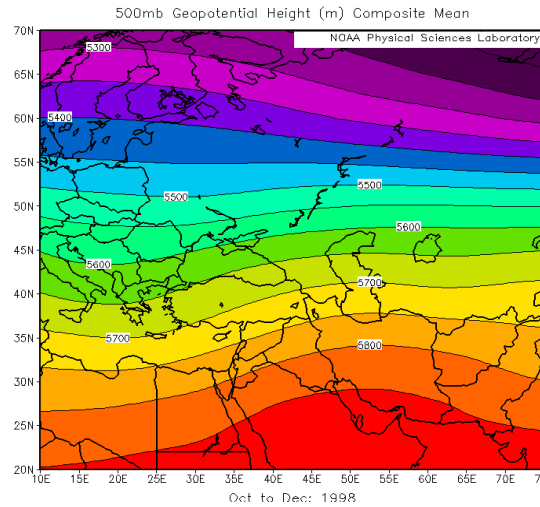 500mb Geopotential Height (m) Composite Mean
NOAA Physical Sciences Laboratory
70N
5300
65N
60N
5400
55N
5500
5500
50N
5600
45N
5600
5700
40N
35N
5700
5800
30N
25N
20N
10E 15E 20E 25E 30E 35E 40E 45E 50E 55E 60E 65E 70E
Oct to Dec: 1998